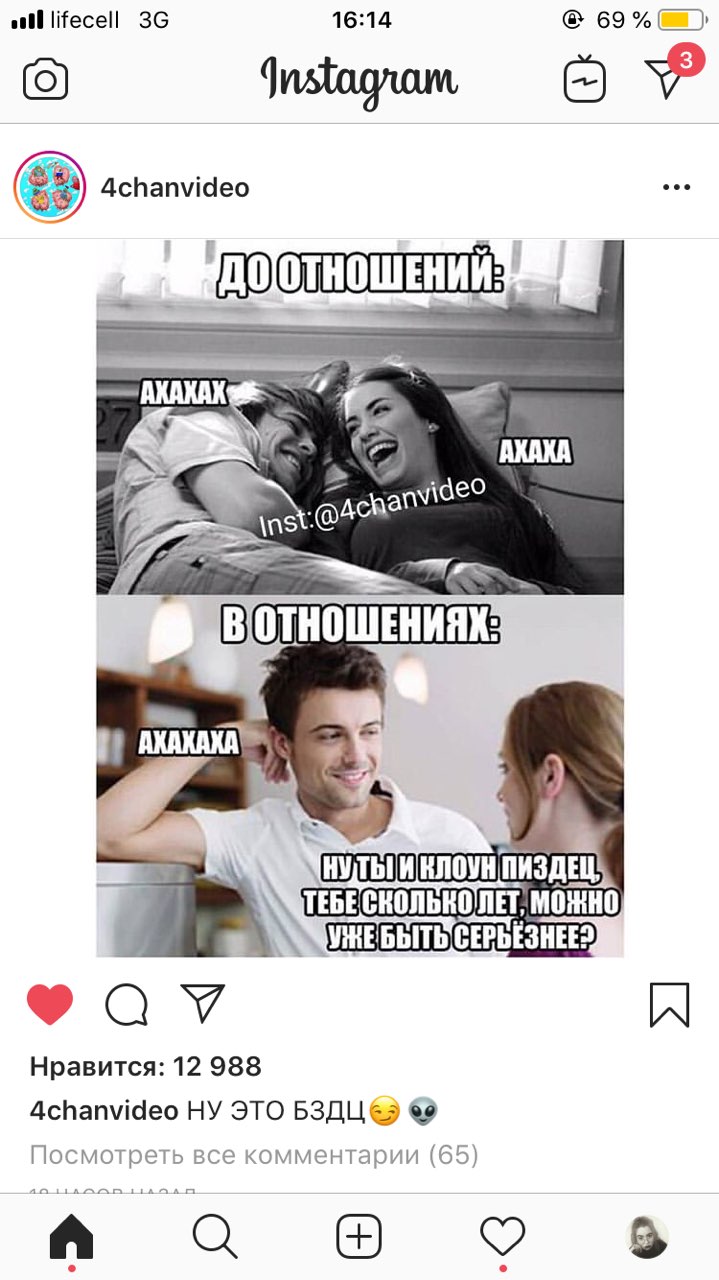 lifecell 3G 16:14 69 %
Instagram 3
4chanvideo
ДО ОТНОШЕНИЙ:
АХАХАХ
АХАХА
Inst:@4chanvideo
В ОТНОШЕНИЯХ:
АХАХАХА
НУ ТЫ И КЛОУН ПИЗДЕЦ,
ТЕБЕ СКОЛЬКО ЛЕТ, МОЖНО
УЖЕ БЫТЬ СЕРЬЁЗНЕЕ?
Нравится: 12 988
4chanvideo НУ ЭТО БЗДЦ😏👽
Посмотреть все комментарии (65)
ЧАСОВ НАЗАД